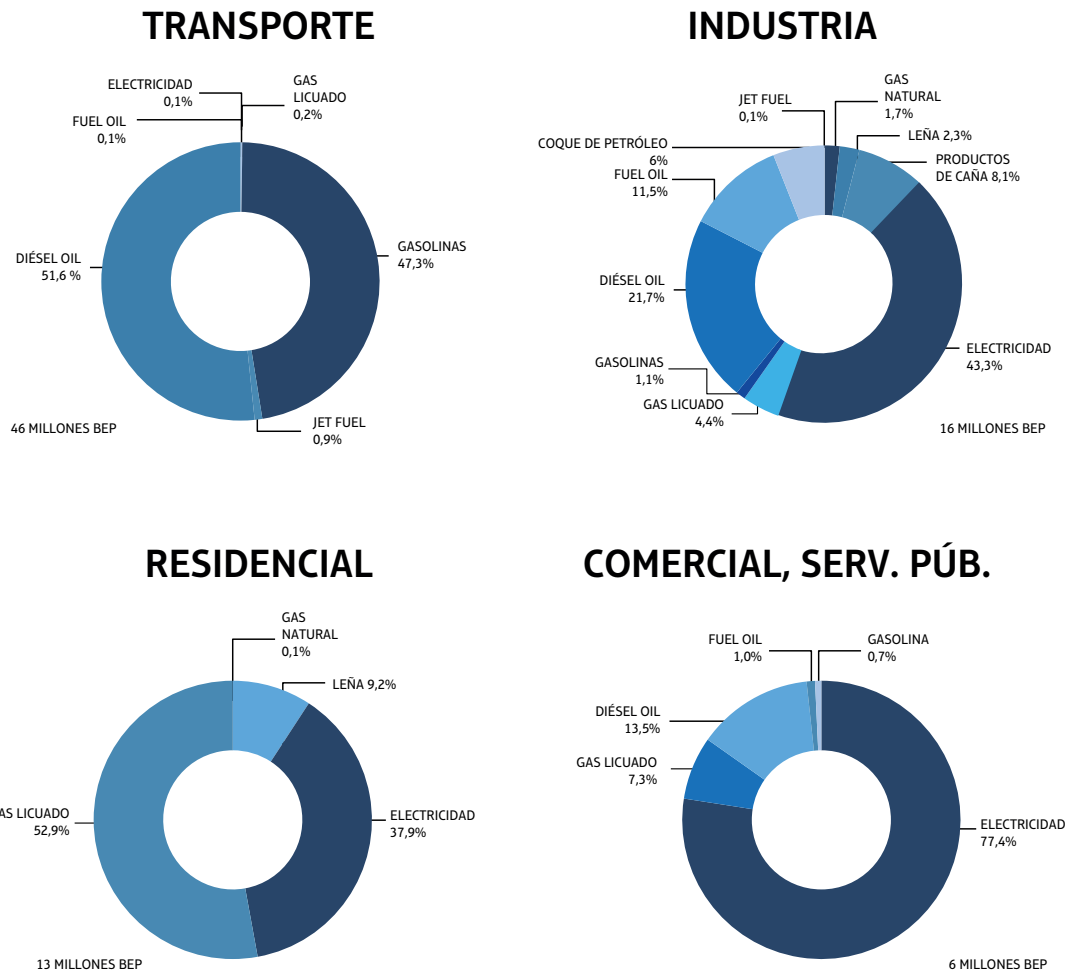 TRANSPORTE
ELECTRICIDAD
0,1%
GAS
LICUADO
0,2%
FUEL OIL
0,1%
DIÉSEL OIL
51,6 %
GASOLINAS
47,3%
JET FUEL
0,9%
46 MILLONES BEP
INDUSTRIA
JET FUEL
0,1%
GAS
NATURAL
1,7%
LEÑA 2,3%
PRODUCTOS
DE CAÑA 8,1%
COQUE DE PETRÓLEO
6%
FUEL OIL
11,5%
DIÉSEL OIL
21,7%
GASOLINAS
1,1%
GAS LICUADO
4,4%
ELECTRICIDAD
43,3%
16 MILLONES BEP
RESIDENCIAL
GAS
NATURAL
0,1%
LEÑA 9,2%
AS LICUADO
52,9%
ELECTRICIDAD
37,9%
13 MILLONES BEP
COMERCIAL, SERV. PÚB.
FUEL OIL
1,0%
GASOLINA
0,7%
DIÉSEL OIL
13,5%
GAS LICUADO
7,3%
ELECTRICIDAD
77,4%
6 MILLONES BEP